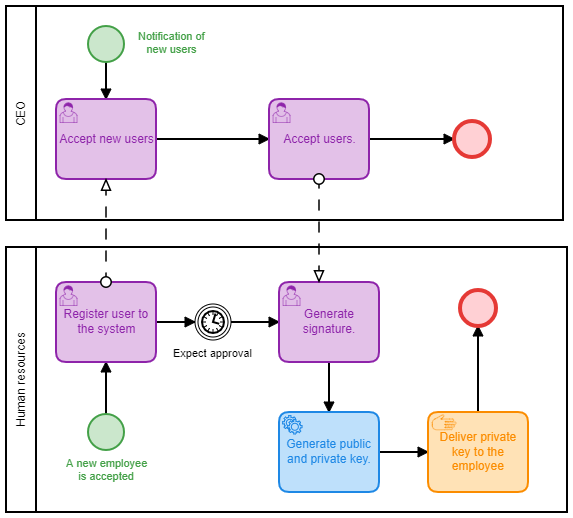 CEO
Notification of
new users
Accept new users
Accept users.
Human resources
Register user to
the system
Expect approval
Generate
signature.
A new employee
is accepted
Generate public
and private key.
Deliver private
key to the
employee